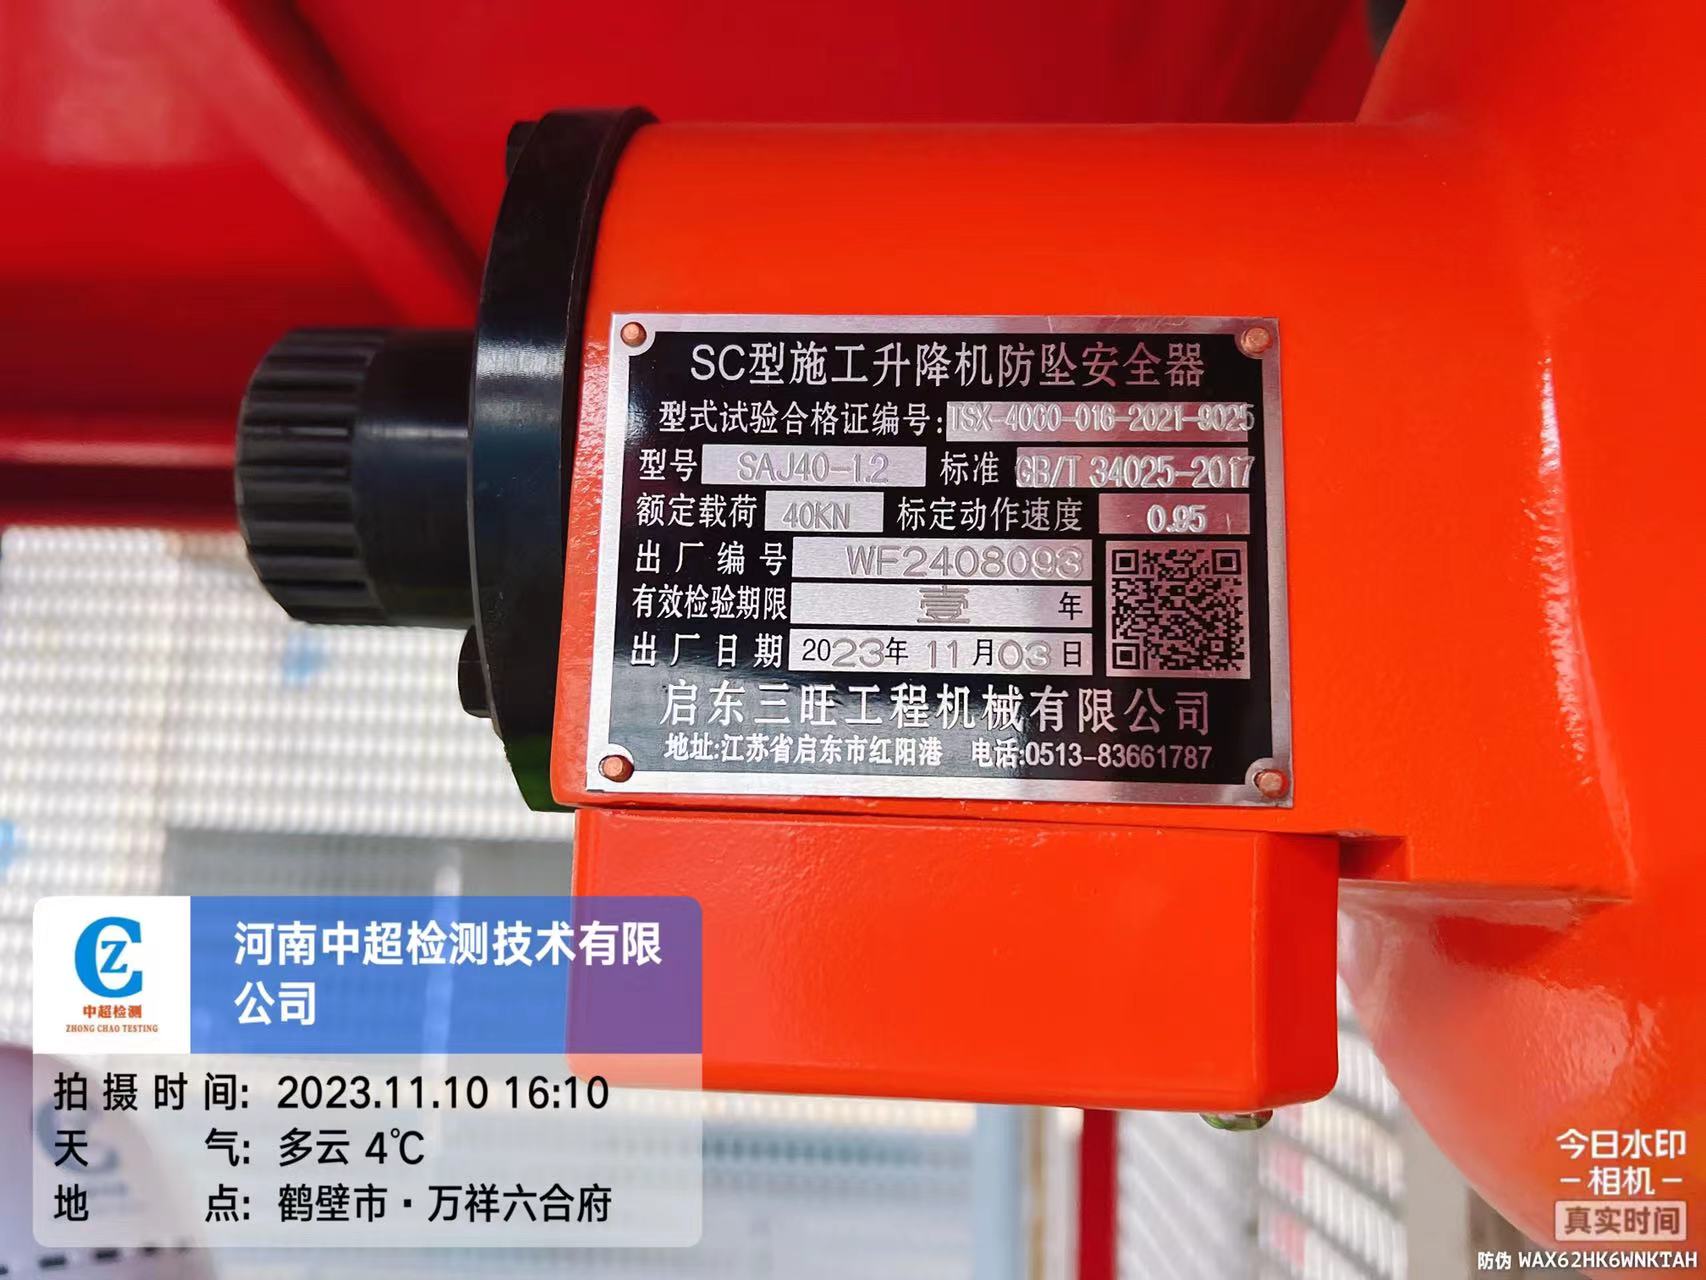 SC型施工升降机防坠安全器
型式试验合格证编号:TSX-4060-016-2021-9025
型号 SAJ40-1.2 标准 GB/T 34025-2017
额定载荷 40KN 标定动作速度 0.95
出厂编号 WF2408093
有效检验期限 壹 年
出厂日期 2023年11月03日
启东三旺工程机械有限公司
地址:江苏省启东市红阳港 电话:0513-83661787
CZ
中超检测
ZHONG CHAO TESTING
河南中超检测技术有限
公司
拍摄时间: 2023.11.10 16:10
天气: 多云 4℃
地点: 鹤壁市·万祥六合府
今日水印
-相机-
真实时间
防伪 WAX62HK6WNKTAH